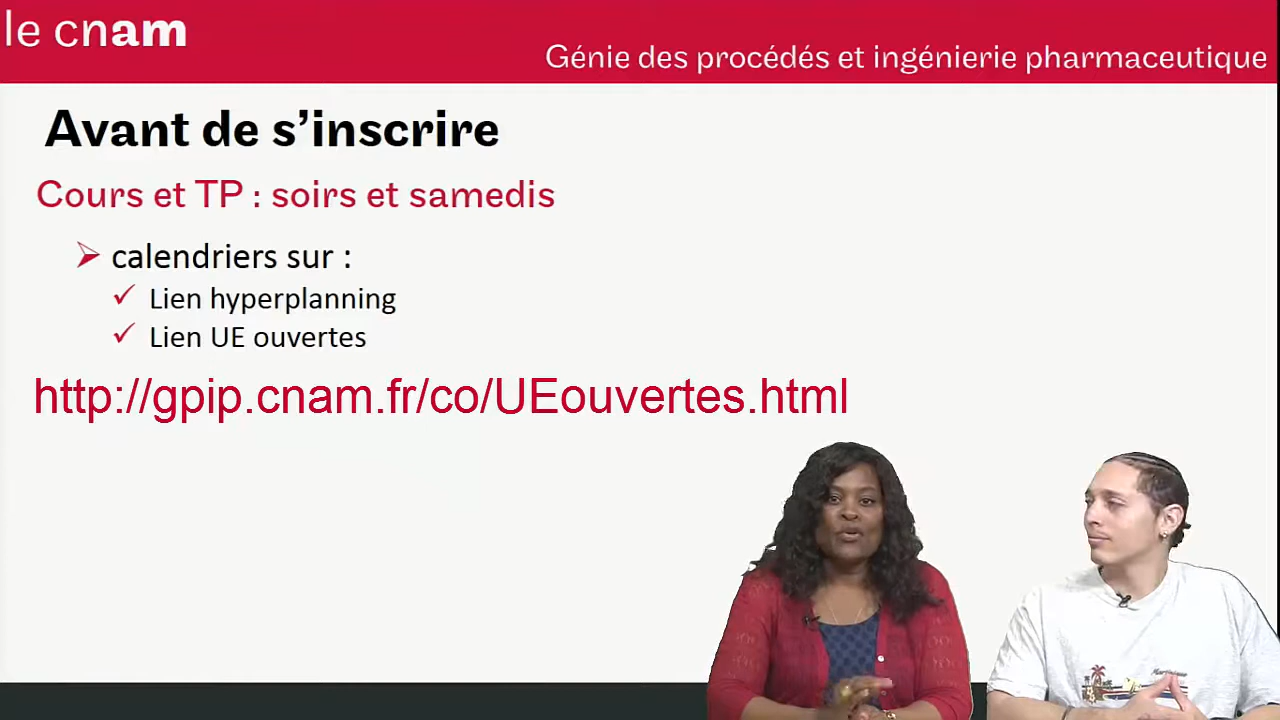 le cnam
Génie des procédés et ingénierie pharmaceutique
Avant de s’inscrire
Cours et TP : soirs et samedis
calendriers sur :
Lien hyperplanning
Lien UE ouvertes
http://gpip.cnam.fr/co/UEouvertes.html